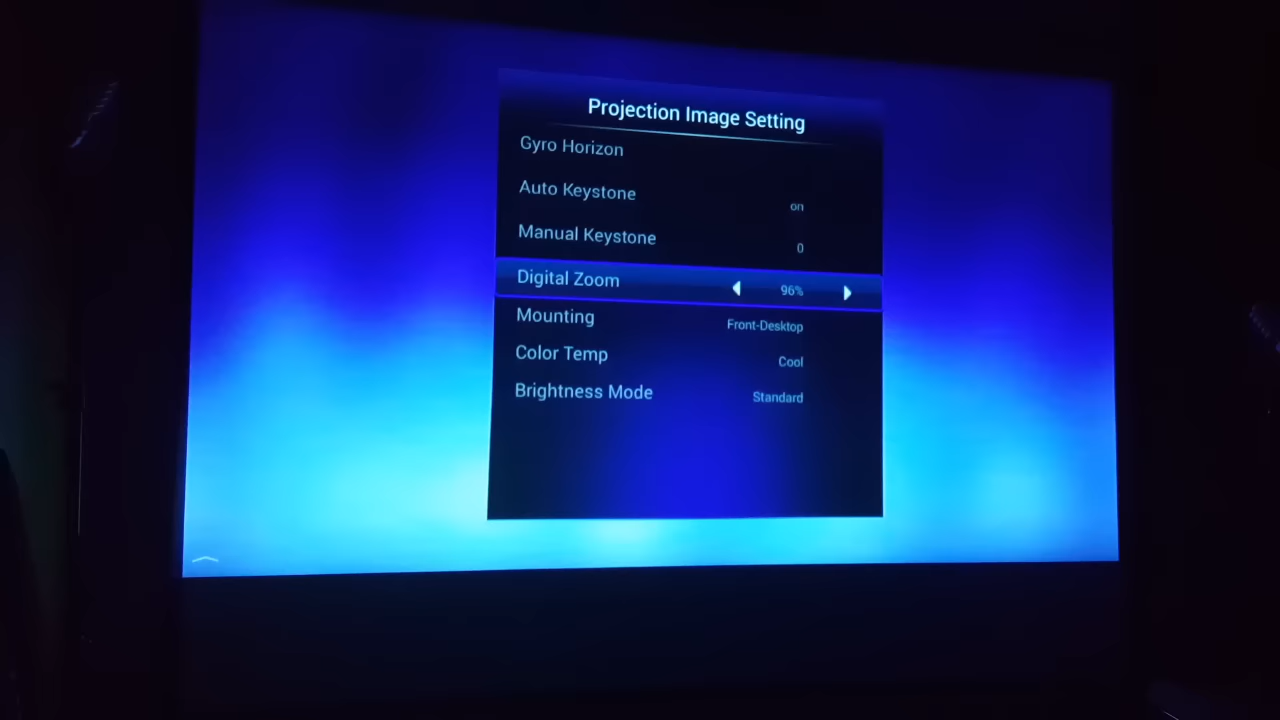 Projection Image Setting
Gyro Horizon
Auto Keystone on
Manual Keystone 0
Digital Zoom 96%
Mounting Front-Desktop
Color Temp Cool
Brightness Mode Standard